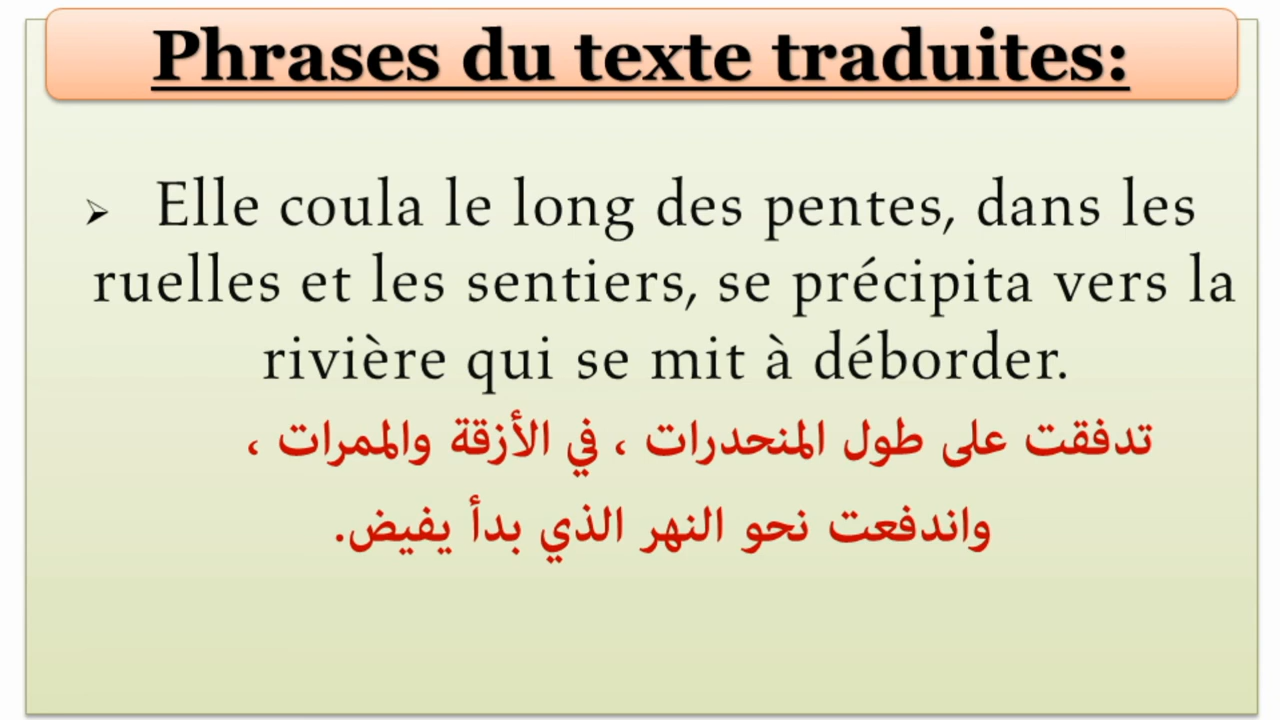 Phrases du texte traduites:
➢ Elle coula le long des pentes, dans les
ruelles et les sentiers, se précipita vers la
rivière qui se mit à déborder.
تدفقت على طول المنحدرات ، في الأزقة والممرات ،
واندفعت نحو النهر الذي بدأ يفيض.